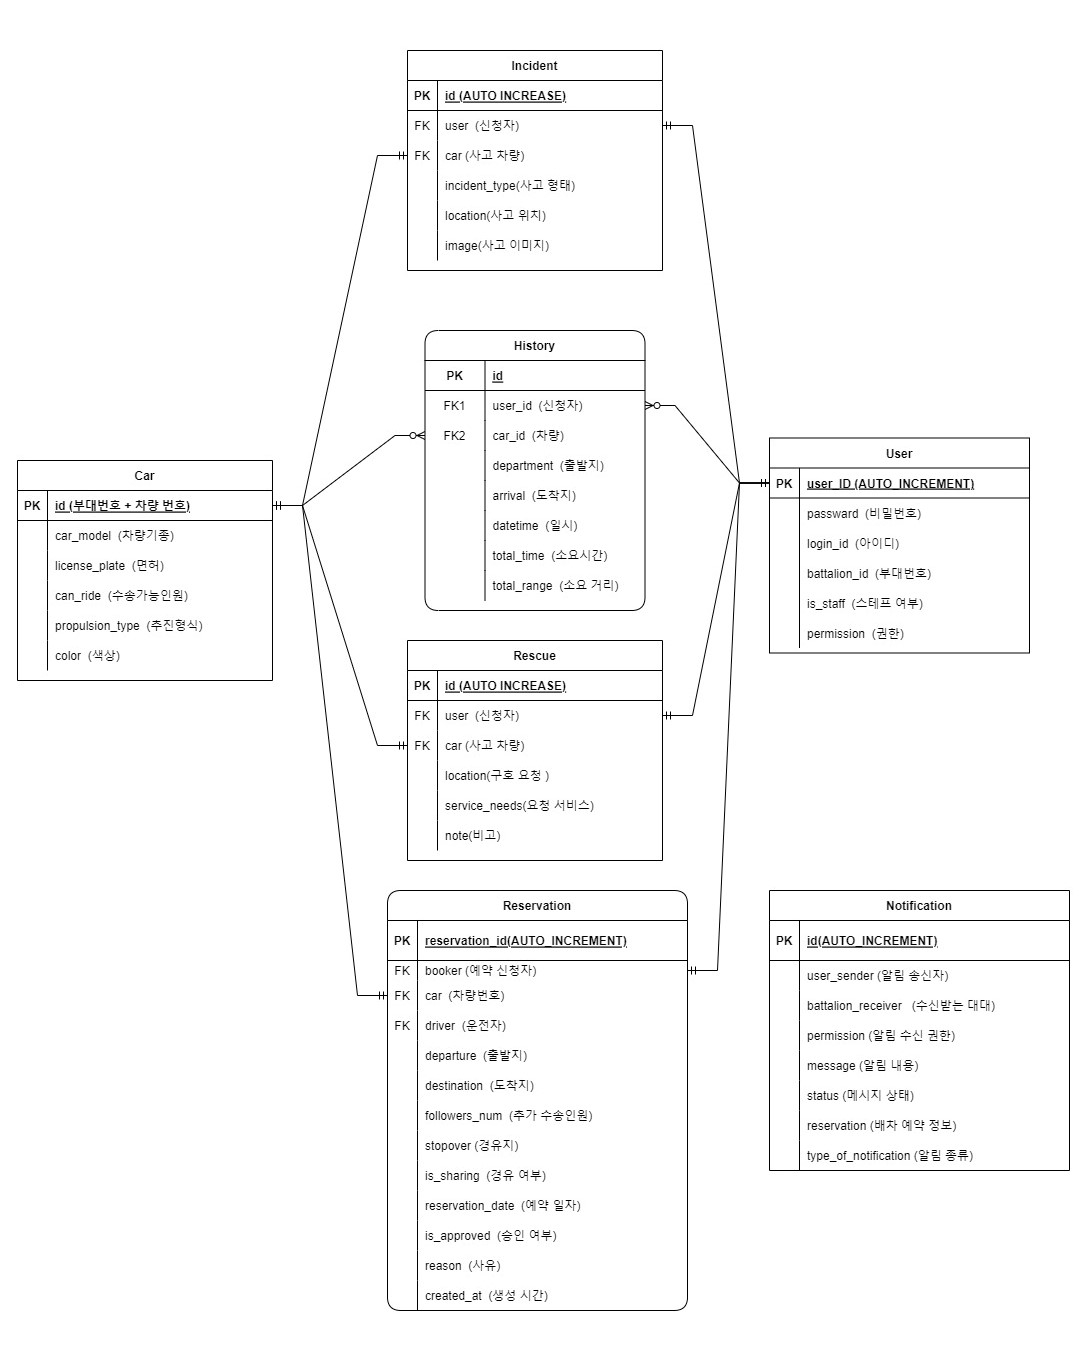 Incident
PK id (AUTO INCREASE)
FK user (신청자)
FK car (사고 차량)
incident_type(사고 형태)
location(사고 위치)
image(사고 이미지)
History
PK id
FK1 user_id (신청자)
FK2 car_id (차량)
department (출발지)
arrival (도착지)
datetime (일시)
total_time (소요시간)
total_range (소요 거리)
Car
PK id (부대번호 + 차량 번호)
car_model (차량기종)
license_plate (면허)
can_ride (수송가능인원)
propulsion_type (추진형식)
color (색상)
User
PK user_ID (AUTO_INCREMENT)
passward (비밀번호)
login_id (아이디)
battalion_id (부대번호)
is_staff (스테프 여부)
permission (권한)
Rescue
PK id (AUTO INCREASE)
FK user (신청자)
FK car (사고 차량)
location(구호 요청 )
service_needs(요청 서비스)
note(비고)
Reservation
PK reservation_id(AUTO_INCREMENT)
FK booker (예약 신청자)
FK car (차량번호)
FK driver (운전자)
departure (출발지)
destination (도착지)
followers_num (추가 수송인원)
stopover (경유지)
is_sharing (경유 여부)
reservation_date (예약 일자)
is_approved (승인 여부)
reason (사유)
created_at (생성 시간)
Notification
PK id(AUTO_INCREMENT)
user_sender (알림 송신자)
battalion_receiver (수신받는 대대)
permission (알림 수신 권한)
message (알림 내용)
status (메시지 상태)
reservation (배차 예약 정보)
type_of_notification (알림 종류)